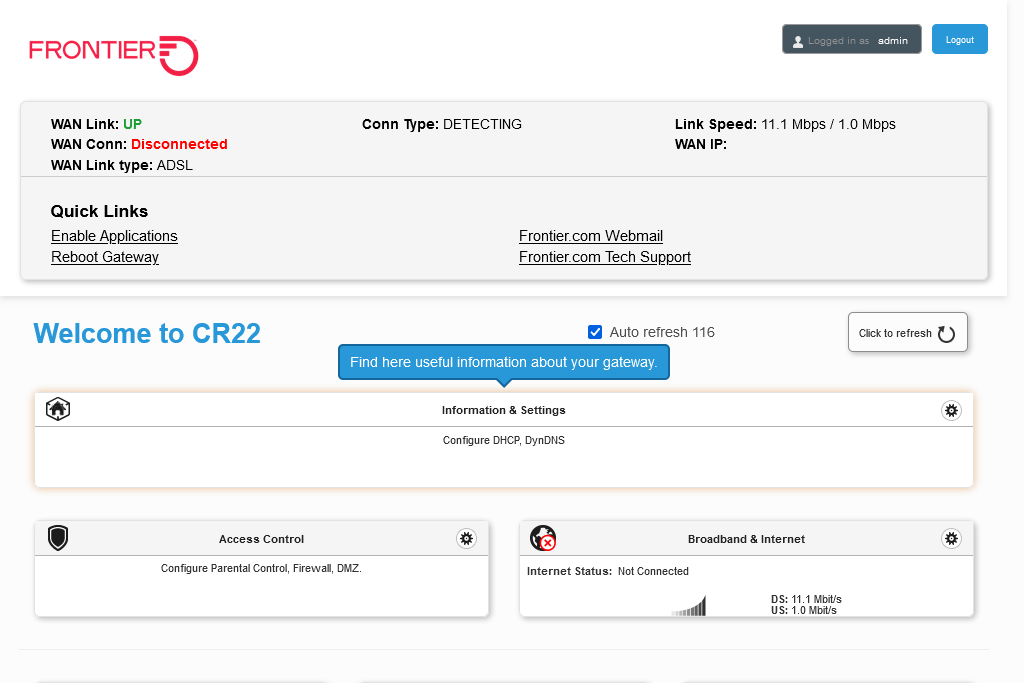 FRONTIER
Logged in as admin
Logout
WAN Link: UP
Conn Type: DETECTING
Link Speed: 11.1 Mbps / 1.0 Mbps
WAN Conn: Disconnected
WAN IP:
WAN Link type: ADSL
Quick Links
Enable Applications
Frontier.com Webmail
Reboot Gateway
Frontier.com Tech Support
Welcome to CR22
Auto refresh 116
Click to refresh
Find here useful information about your gateway.
Information & Settings
Configure DHCP, DynDNS
Access Control
Configure Parental Control, Firewall, DMZ.
Broadband & Internet
Internet Status: Not Connected
DS: 11.1 Mbit/s
US: 1.0 Mbit/s